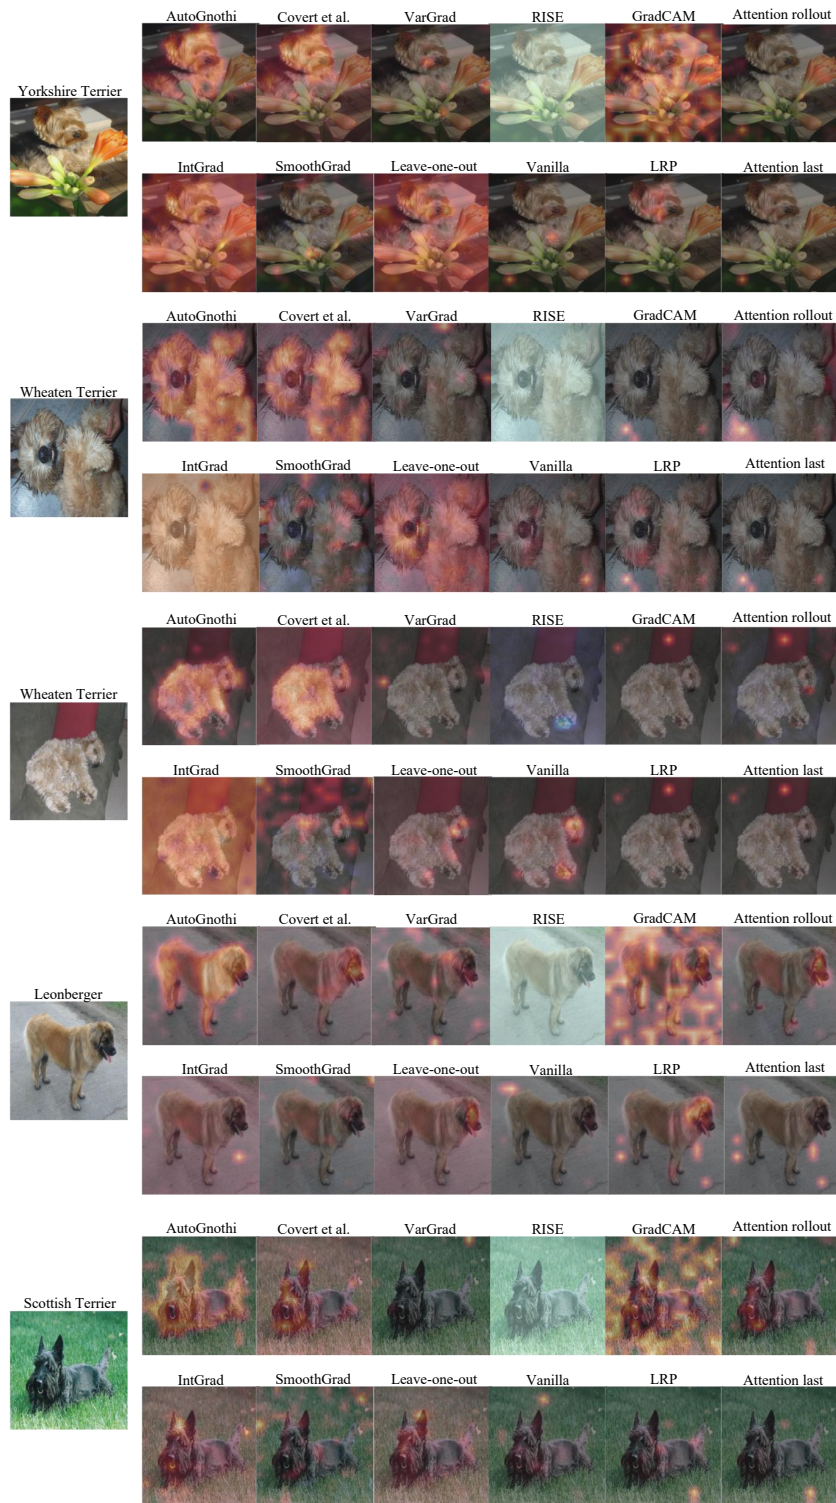 AutoGnothi Covert et al. VarGrad RISE GradCAM Attention rollout
Yorkshire Terrier
IntGrad SmoothGrad Leave-one-out Vanilla LRP Attention last
AutoGnothi Covert et al. VarGrad RISE GradCAM Attention rollout
Wheaten Terrier
IntGrad SmoothGrad Leave-one-out Vanilla LRP Attention last
AutoGnothi Covert et al. VarGrad RISE GradCAM Attention rollout
Wheaten Terrier
IntGrad SmoothGrad Leave-one-out Vanilla LRP Attention last
AutoGnothi Covert et al. VarGrad RISE GradCAM Attention rollout
Leonberger
IntGrad SmoothGrad Leave-one-out Vanilla LRP Attention last
AutoGnothi Covert et al. VarGrad RISE GradCAM Attention rollout
Scottish Terrier
IntGrad SmoothGrad Leave-one-out Vanilla LRP Attention last